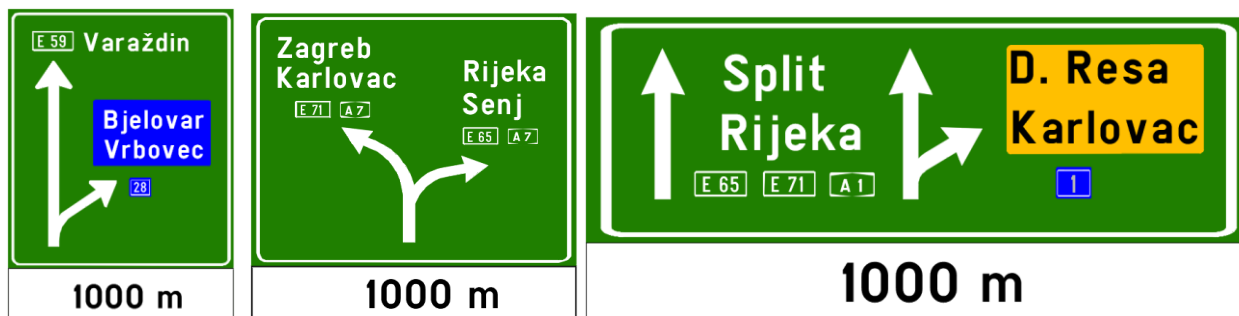 E 59 Varaždin
Bjelovar
Vrbovec
28
1000 m
Zagreb
Karlovac
E 71 A 7
Rijeka
Senj
E 65 A 7
1000 m
Split
Rijeka
E 65 E 71 A 1
D. Resa
Karlovac
1
1000 m